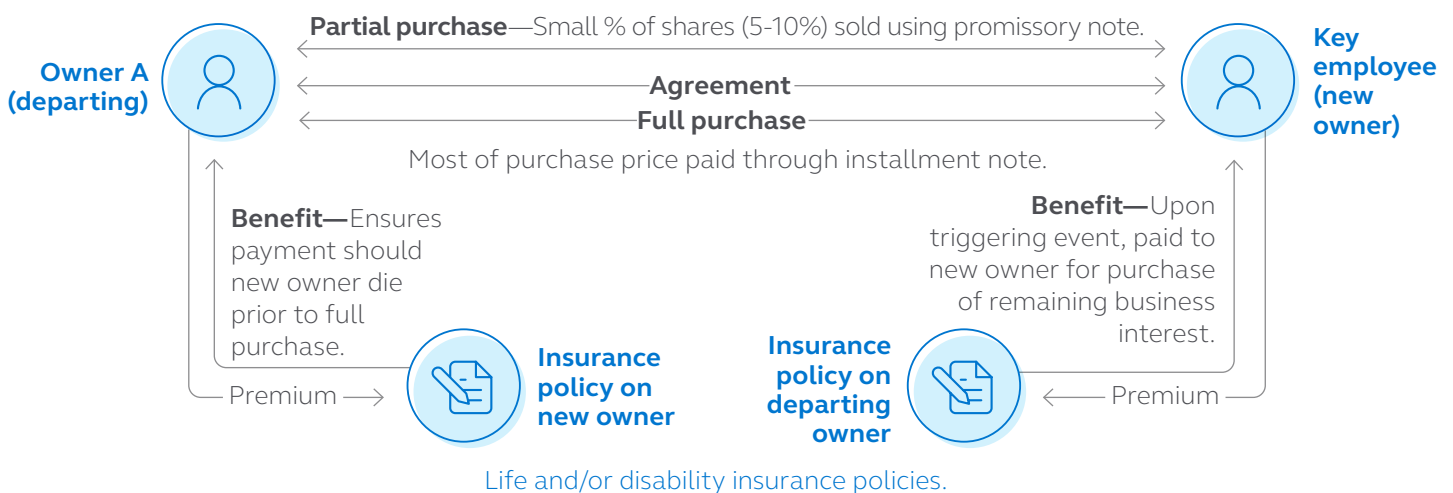 Partial purchase—Small % of shares (5-10%) sold using promissory note.
Owner A
(departing)
Key
employee
(new
owner)
Agreement
Full purchase
Most of purchase price paid through installment note.
Benefit—Ensures
payment should
new owner die
prior to full
purchase.
Benefit—Upon
triggering event, paid to
new owner for purchase
of remaining business
interest.
Premium
Insurance
policy on
new owner
Insurance
policy on
departing
owner
Premium
Life and/or disability insurance policies.